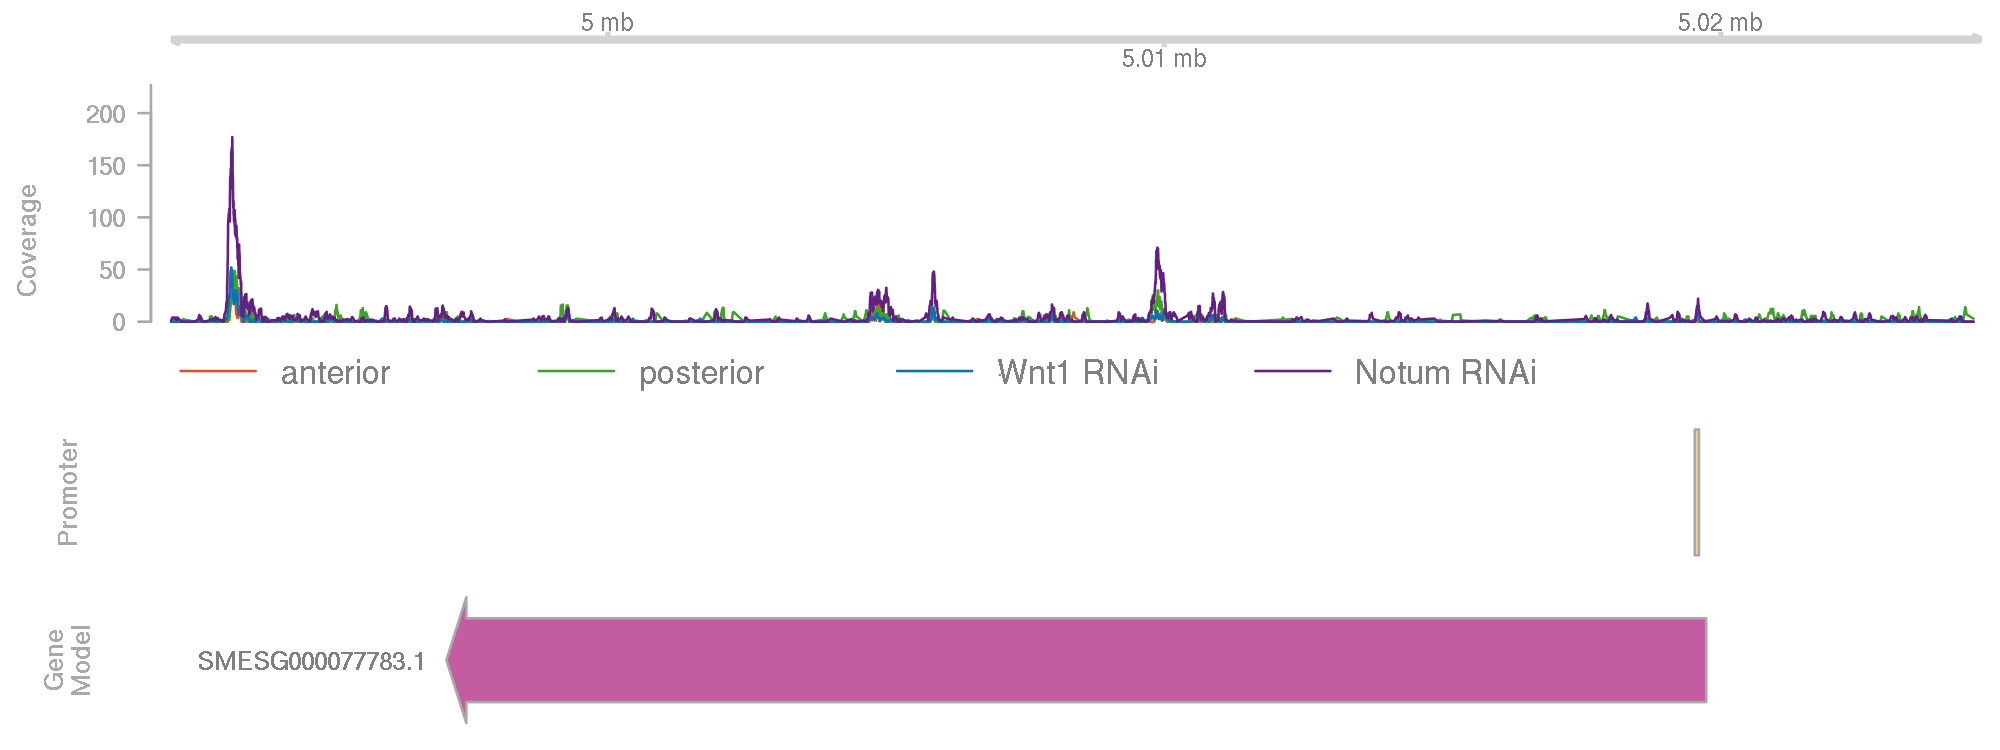 5 mb
5.02 mb
5.01 mb
Coverage
200
150
100
50
0
anterior posterior Wnt1 RNAi Notum RNAi
Promoter
Gene
Model
SMESG000077783.1